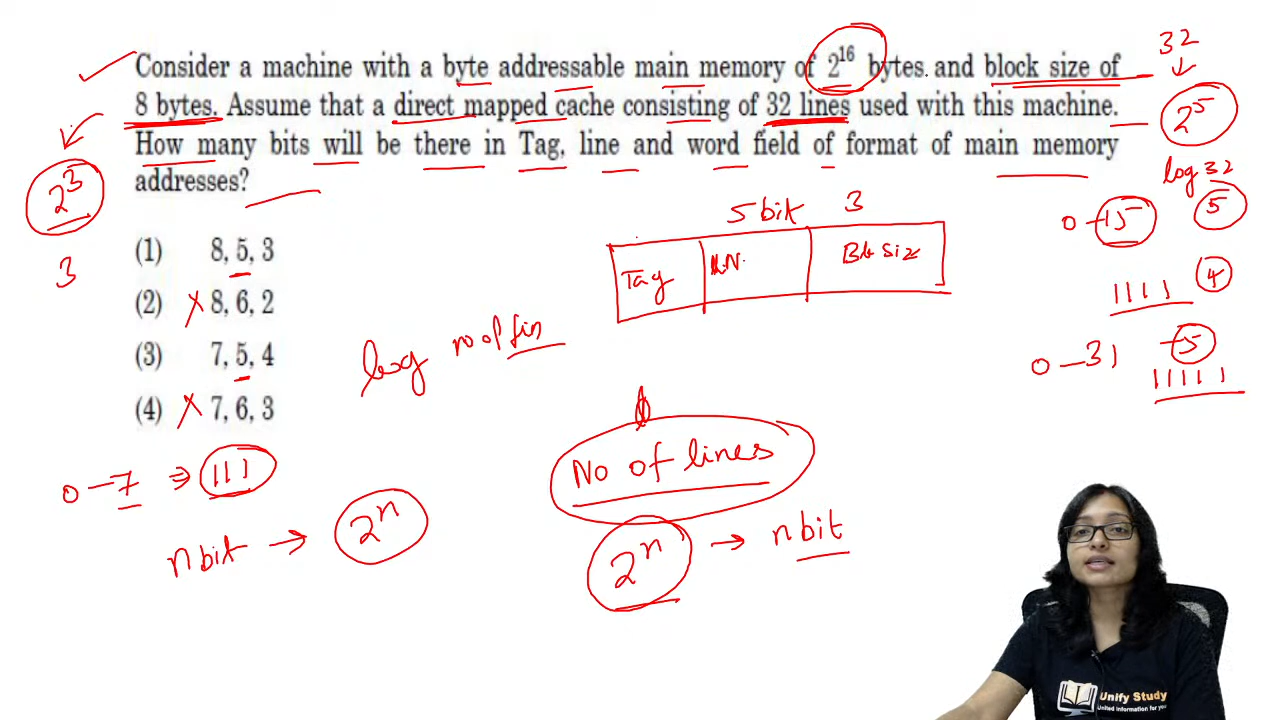 Consider a machine with a byte addressable main memory of 2^16 bytes. and block size of
8 bytes. Assume that a direct mapped cache consisting of 32 lines used with this machine.
How many bits will be there in Tag, line and word field of format of main memory
addresses?
32
2^5
log 32
5
2^3
3
(1) 8, 5, 3
(2) 8, 6, 2
(3) 7, 5, 4
(4) 7, 6, 3
5 bit 3
Tag
0-15
1111 4
0-31 5
11111
log no of lin
No of lines
2^n → n bit
0-7 ⇒ 111
n bit → 2^n
Unify Study
United information for you